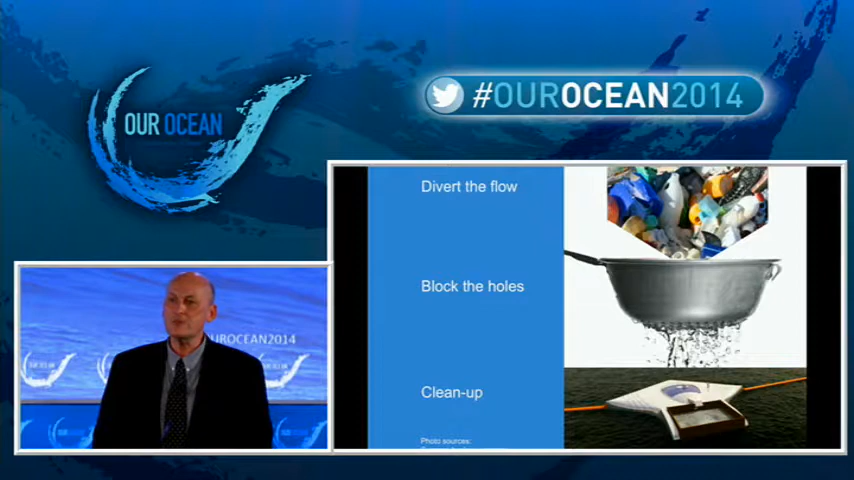 OUR OCEAN
#OUROCEAN2014
Divert the flow
Block the holes
Clean-up
Photo sources:
OUROCEAN2014